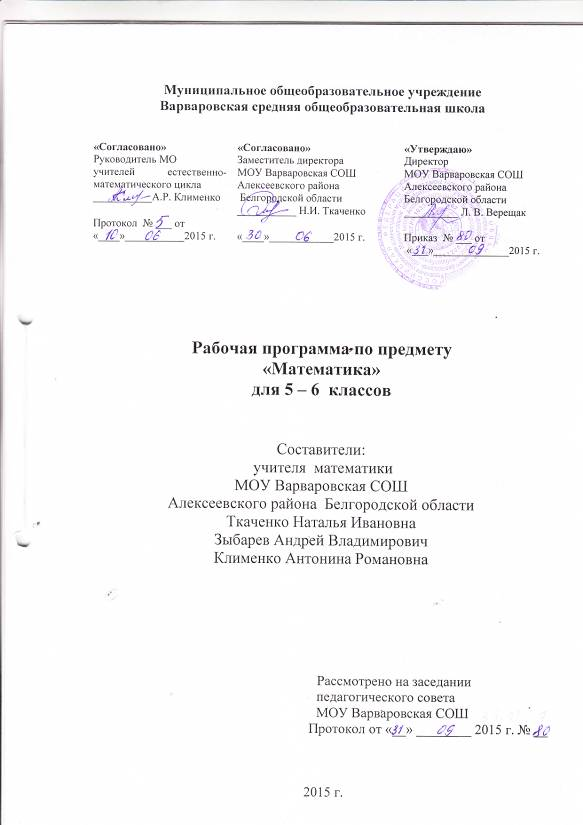 Муниципальное общеобразовательное учреждение
Варваровская средняя общеобразовательная школа
«Согласовано»
Руководитель МО
учителей естественно-
математического цикла
А.Р. Клименко
Протокол № 5 от
«10» 06 2015 г.
«Согласовано»
Заместитель директора
МОУ Варваровская СОШ
Алексеевского района
Белгородской области
Н.И. Ткаченко
«30» 06 2015 г.
«Утверждаю»
Директор
МОУ Варваровская СОШ
Алексеевского района
Белгородской области
Л. В. Верещак
Приказ № 80 от
«31» 09 2015 г.
Рабочая программа по предмету
«Математика»
для 5 – 6 классов
Составители:
учителя математики
МОУ Варваровская СОШ
Алексеевского района Белгородской области
Ткаченко Наталья Ивановна
Зыбарев Андрей Владимирович
Клименко Антонина Романовна
Рассмотрено на заседании
педагогического совета
МОУ Варваровская СОШ
Протокол от «31» 09 2015 г. № 80
2015 г.